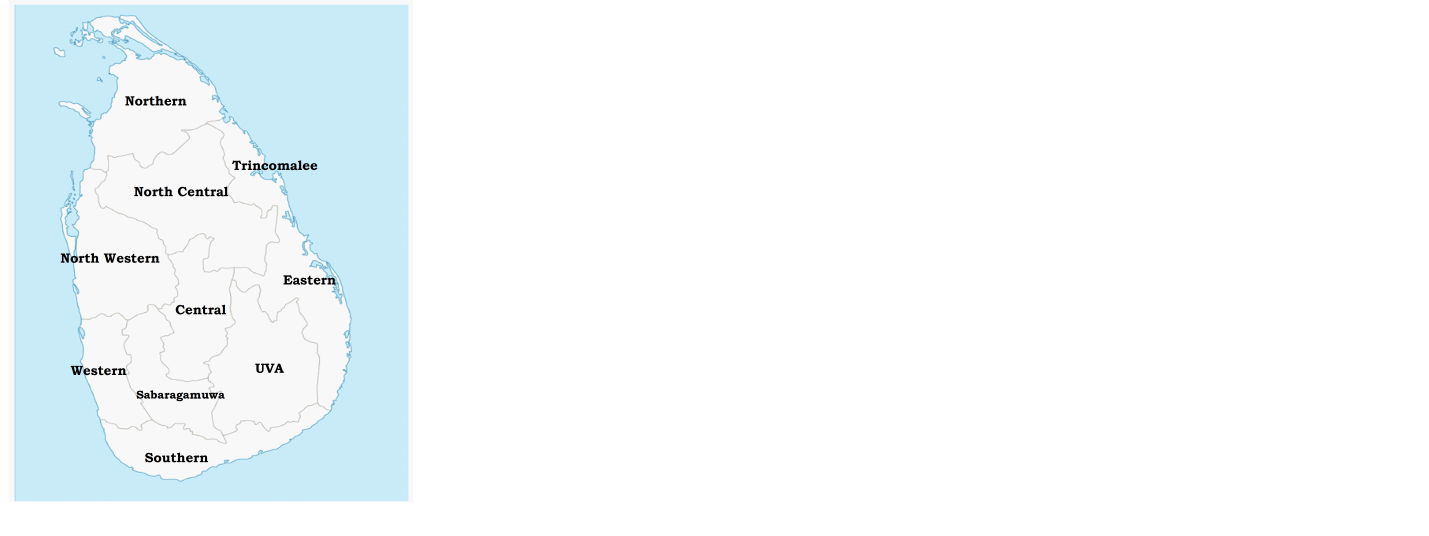 Northern
Trincomalee
North Central
North Western
Eastern
Central
UVA
Western
Sabaragamuwa
Southern